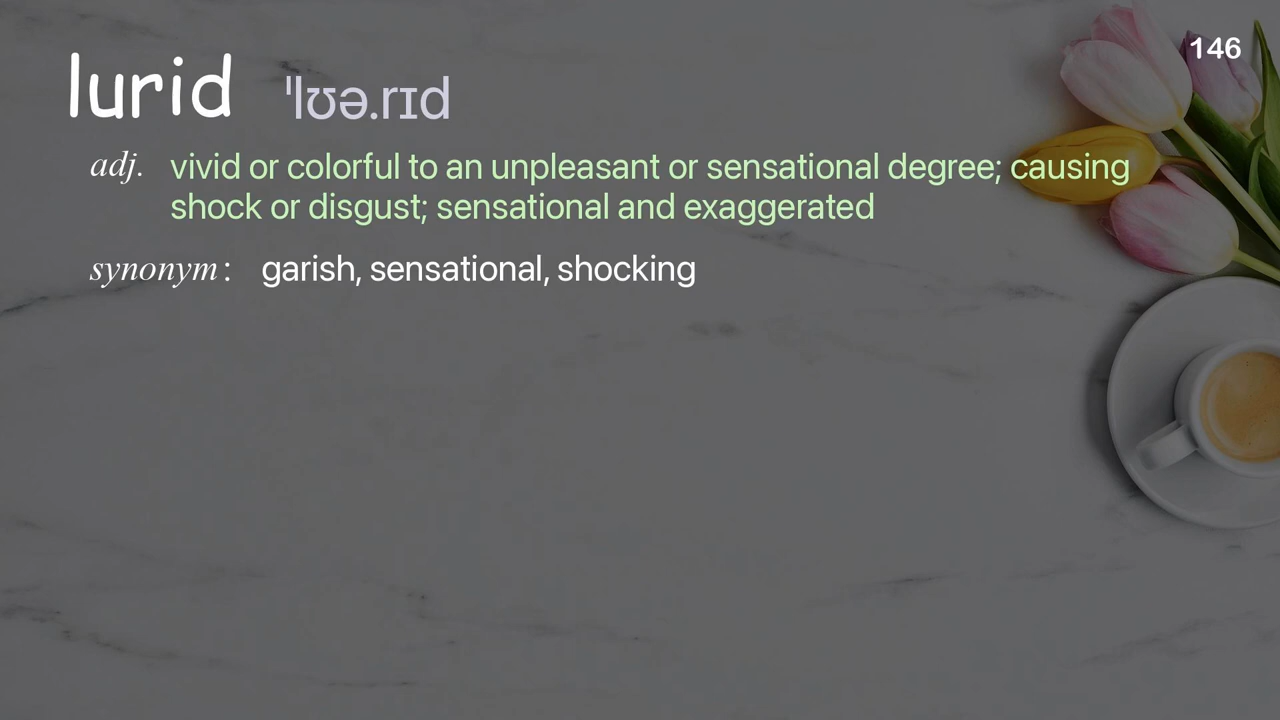 146
lurid ˈlʊə.rɪd
adj. vivid or colorful to an unpleasant or sensational degree; causing
shock or disgust; sensational and exaggerated
synonym : garish, sensational, shocking